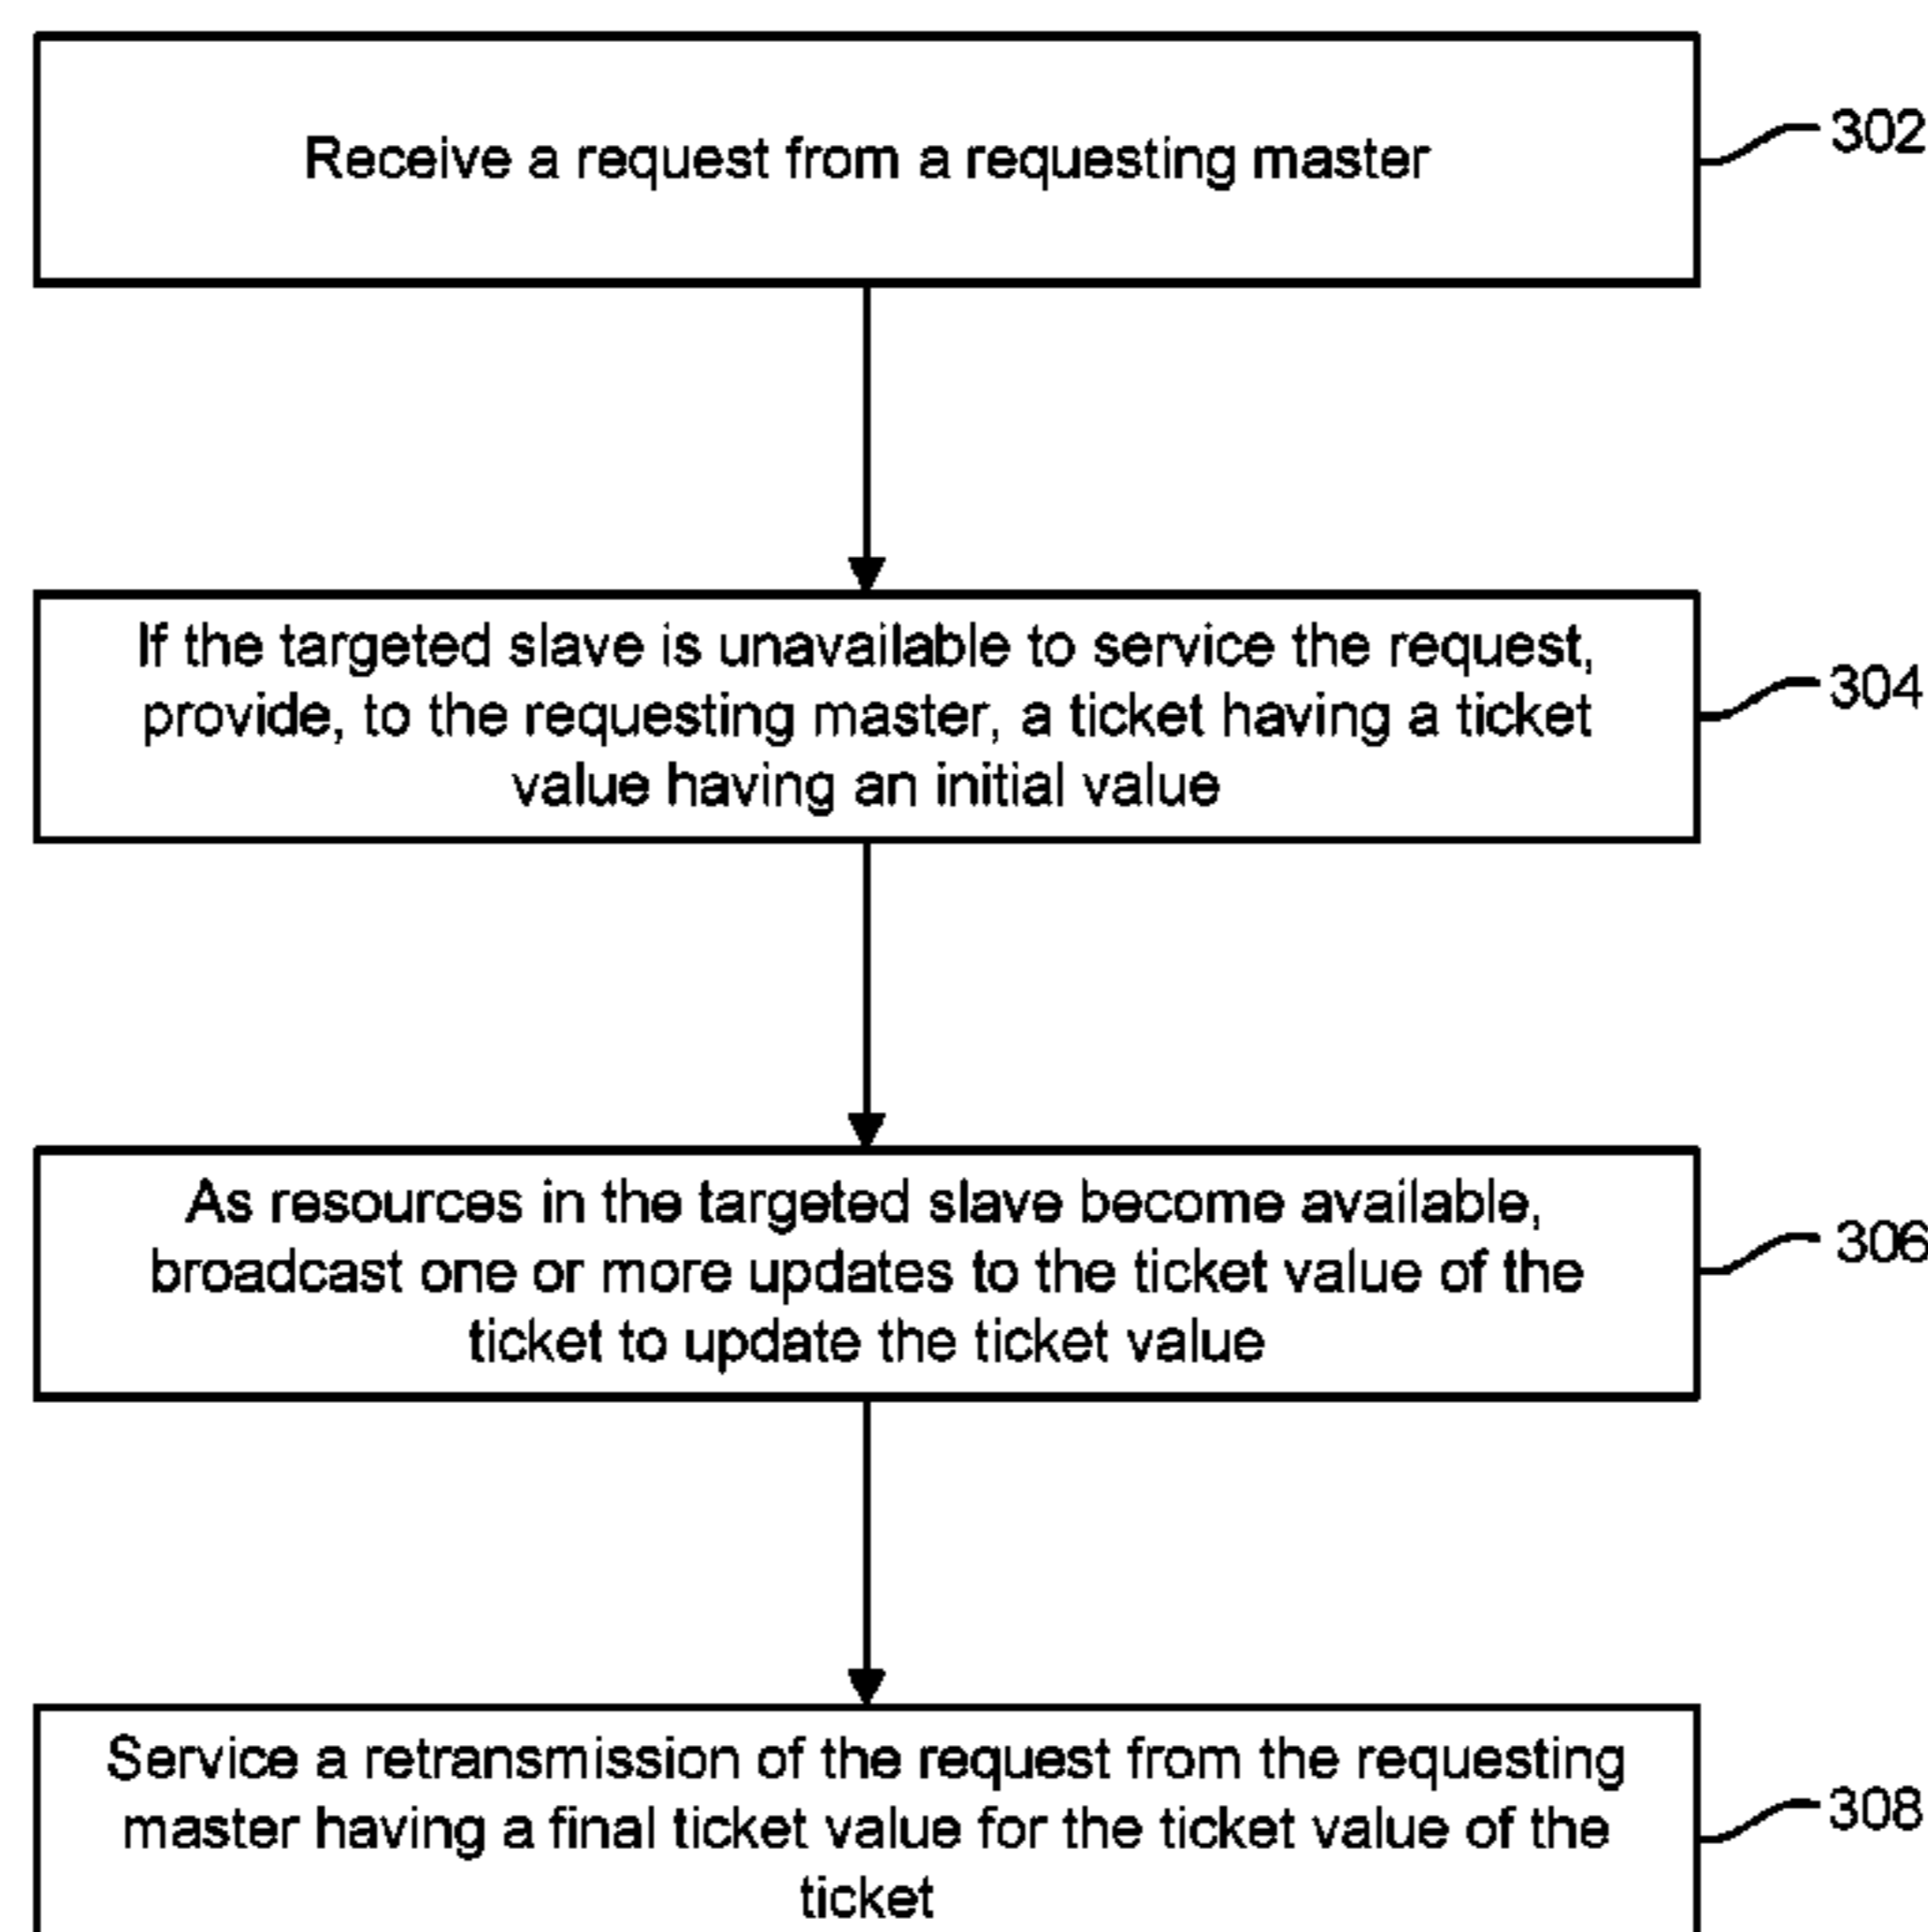 Receive a request from a requesting master
302
If the targeted slave is unavailable to service the request,
provide, to the requesting master, a ticket having a ticket
value having an initial value
304
As resources in the targeted slave become available,
broadcast one or more updates to the ticket value of the
ticket to update the ticket value
306
Service a retransmission of the request from the requesting
master having a final ticket value for the ticket value of the
ticket
308